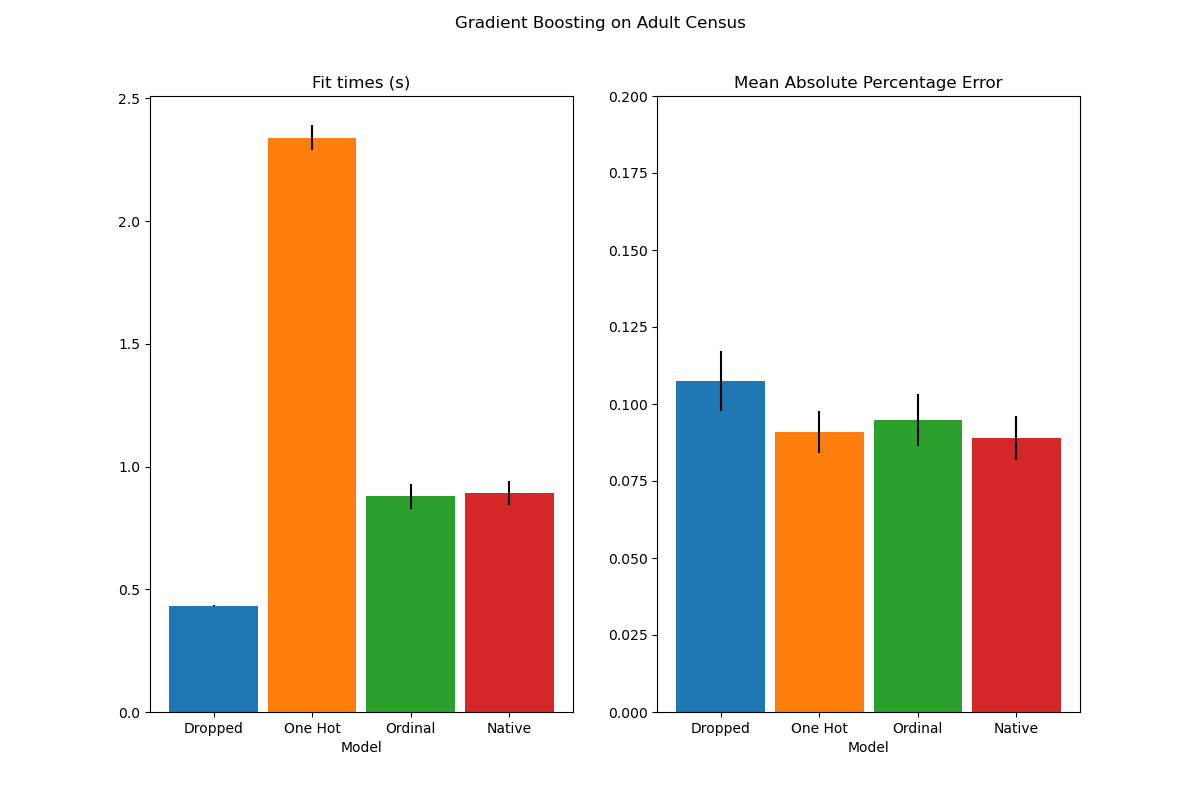 Gradient Boosting on Adult Census
Fit times (s)
2.5
2.0
1.5
1.0
0.5
0.0
Dropped One Hot Ordinal Native
Model
Mean Absolute Percentage Error
0.200
0.175
0.150
0.125
0.100
0.075
0.050
0.025
0.000
Dropped One Hot Ordinal Native
Model